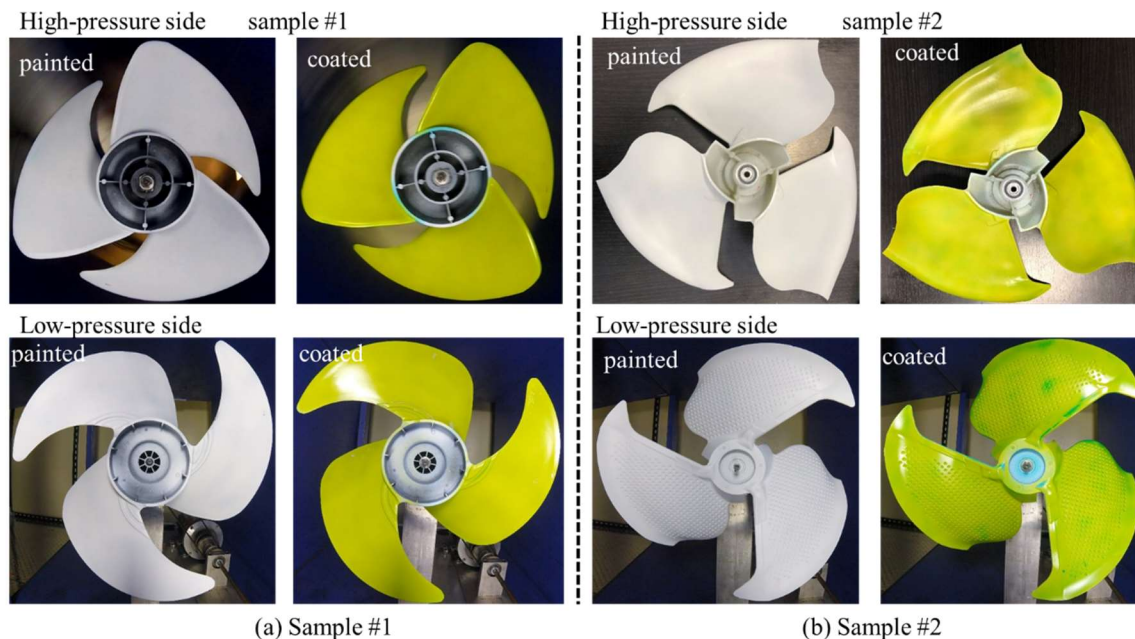 High-pressure side sample #1
painted
coated
Low-pressure side
painted
coated
(a) Sample #1
High-pressure side sample #2
painted
coated
Low-pressure side
painted
coated
(b) Sample #2